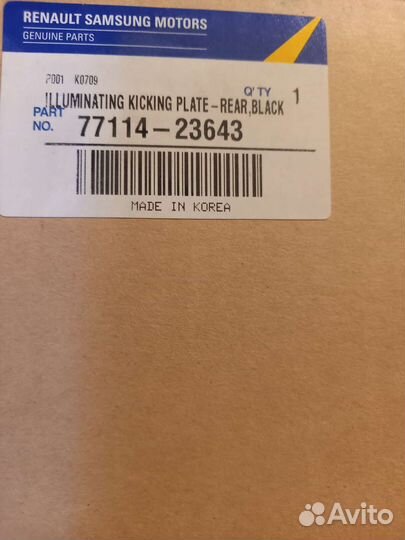 RENAULT SAMSUNG MOTORS
GENUINE PARTS
P001 K0709
ILLUMINATING KICKING PLATE-REAR,BLACK Q'TY 1
PART NO. 77114-23643
MADE IN KOREA
Avito